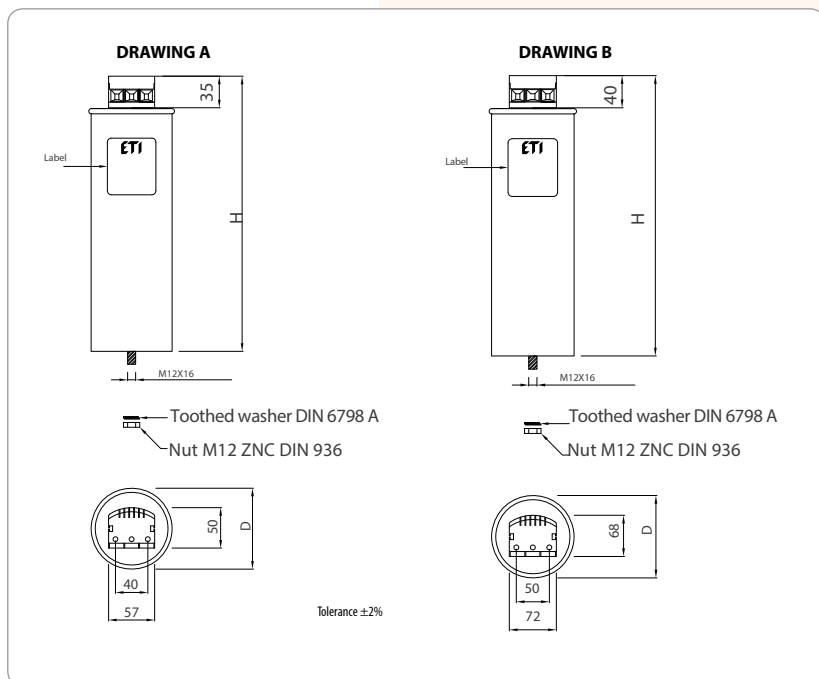 DRAWING A
35
ETI
Label
H
M12X16
Toothed washer DIN 6798 A
Nut M12 ZNC DIN 936
50
D
40
57
Tolerance ±2%
DRAWING B
40
ETI
Label
H
M12X16
Toothed washer DIN 6798 A
Nut M12 ZNC DIN 936
68
D
50
72